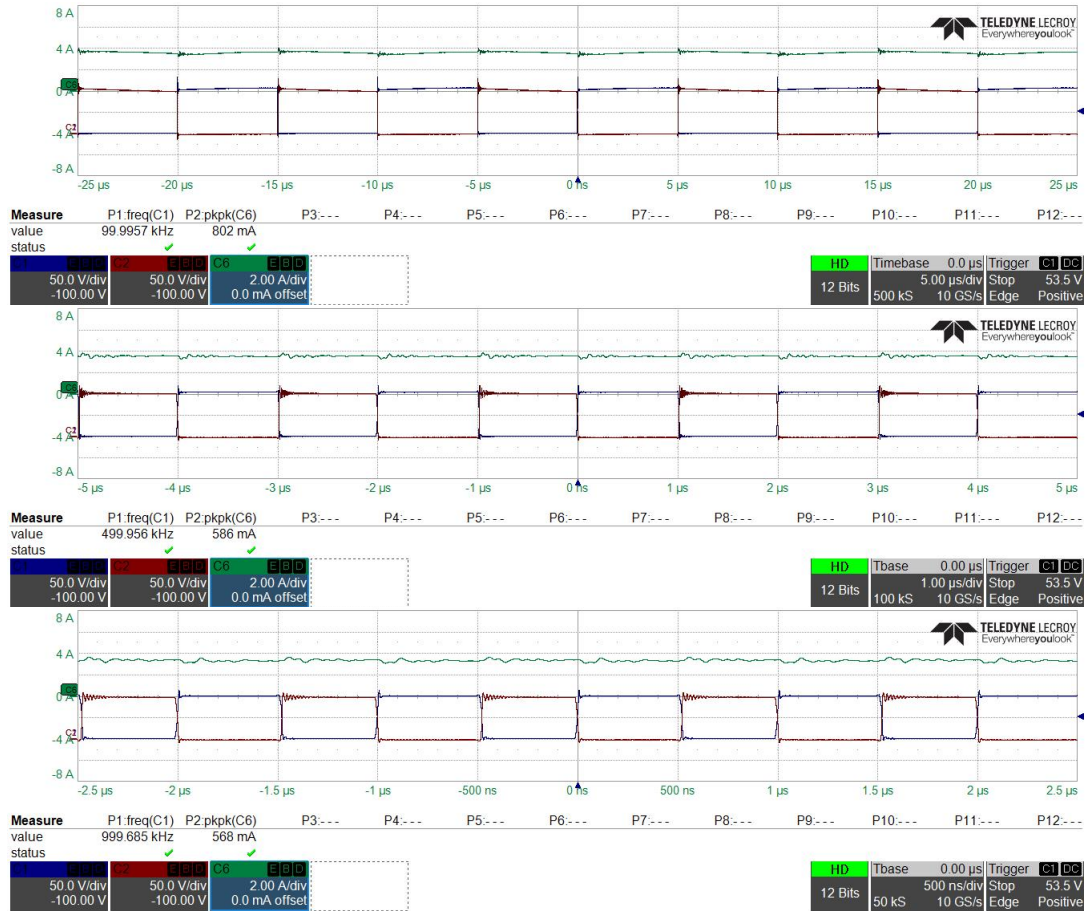 8 A
TELEDYNE LECROY
Everywhereyoulook™
4 A
C6
0 A
C2
-4 A
-8 A
-25 µs -20 µs -15 µs -10 µs -5 µs 0 ns 5 µs 10 µs 15 µs 20 µs 25 µs
Measure P1:freq(C1) P2:pkpk(C6) P3:--- P4:--- P5:--- P6:--- P7:--- P8:--- P9:--- P10:--- P11:--- P12:---
value 99.9957 kHz 802 mA
status
C1 E B D C2 E B D C6 E B D HD Timebase 0.0 µs Trigger C1 DC
50.0 V/div 50.0 V/div 2.00 A/div 12 Bits 5.00 µs/div Stop 53.5 V
-100.00 V -100.00 V 0.0 mA offset 500 kS 10 GS/s Edge Positive
8 A
TELEDYNE LECROY
Everywhereyoulook™
4 A
C6
0 A
C2
-4 A
-8 A
-5 µs -4 µs -3 µs -2 µs -1 µs 0 ns 1 µs 2 µs 3 µs 4 µs 5 µs
Measure P1:freq(C1) P2:pkpk(C6) P3:--- P4:--- P5:--- P6:--- P7:--- P8:--- P9:--- P10:--- P11:--- P12:---
value 499.956 kHz 586 mA
status
C1 E B D C2 E B D C6 E B D HD Tbase 0.00 µs Trigger C1 DC
50.0 V/div 50.0 V/div 2.00 A/div 12 Bits 1.00 µs/div Stop 53.5 V
-100.00 V -100.00 V 0.0 mA offset 100 kS 10 GS/s Edge Positive
8 A
TELEDYNE LECROY
Everywhereyoulook™
4 A
C6
0 A
C2
-4 A
-8 A
-2.5 µs -2 µs -1.5 µs -1 µs -500 ns 0 ns 500 ns 1 µs 1.5 µs 2 µs 2.5 µs
Measure P1:freq(C1) P2:pkpk(C6) P3:--- P4:--- P5:--- P6:--- P7:--- P8:--- P9:--- P10:--- P11:--- P12:---
value 999.685 kHz 568 mA
status
C1 E B D C2 E B D C6 E B D HD Tbase 0.00 µs Trigger C1 DC
50.0 V/div 50.0 V/div 2.00 A/div 12 Bits 500 ns/div Stop 53.5 V
-100.00 V -100.00 V 0.0 mA offset 50 kS 10 GS/s Edge Positive